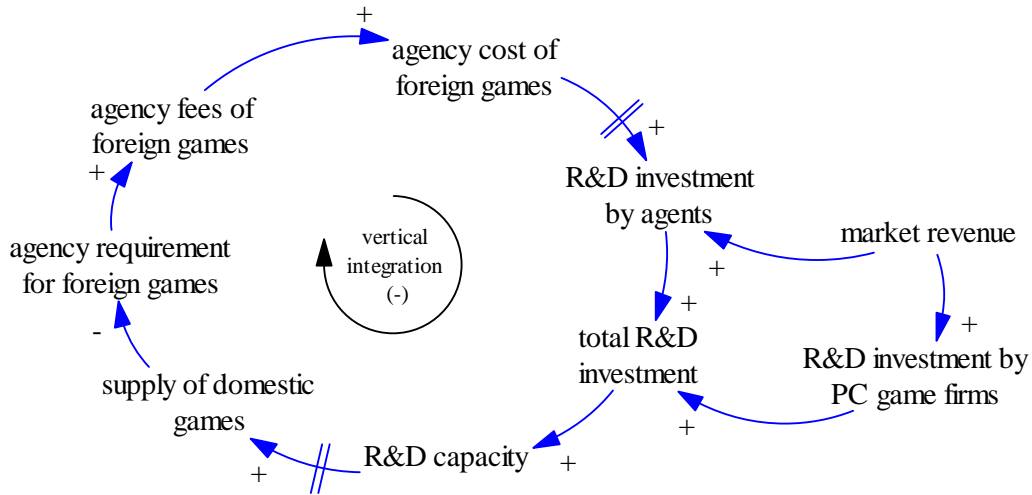 +
agency cost of
foreign games
agency fees of
foreign games
+
+
R&D investment
by agents
agency requirement
for foreign games
vertical
integration
(-)
market revenue
+
+
+
-
total R&D
investment
R&D investment by
PC game firms
supply of domestic
games
+
R&D capacity
+
+